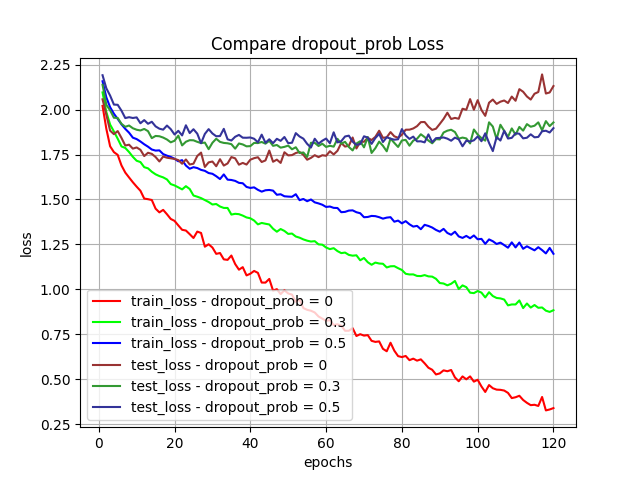 Compare dropout_prob Loss
2.25
2.00
1.75
1.50
1.25
1.00
0.75
0.50
0.25
loss
train_loss - dropout_prob = 0
train_loss - dropout_prob = 0.3
train_loss - dropout_prob = 0.5
test_loss - dropout_prob = 0
test_loss - dropout_prob = 0.3
test_loss - dropout_prob = 0.5
0 20 40 60 80 100 120
epochs